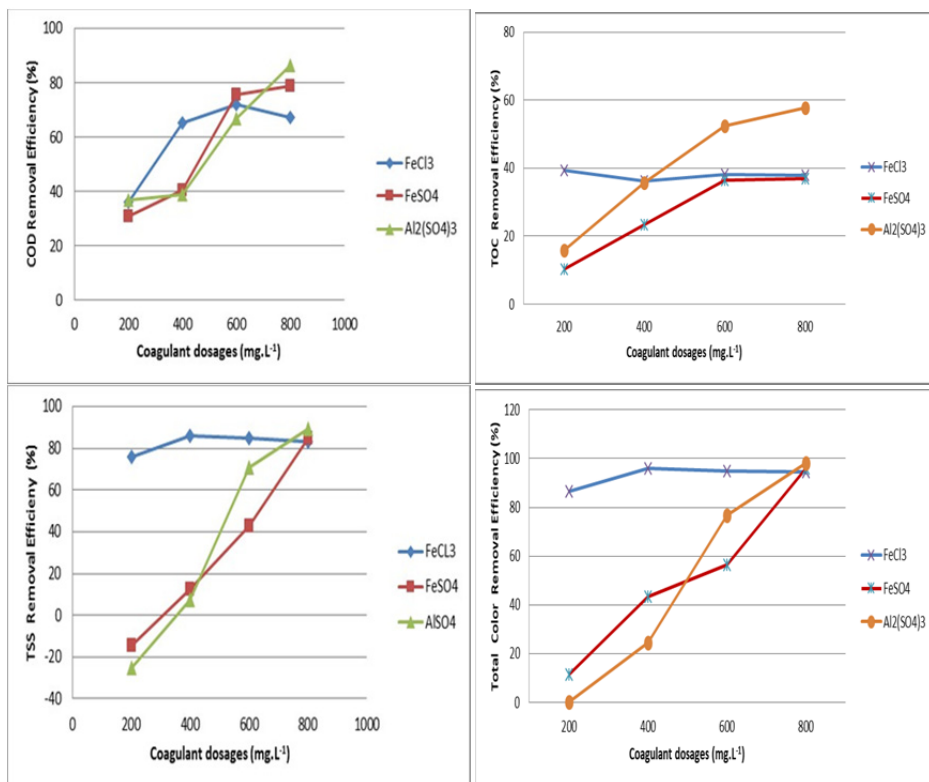 100
80
60
40
20
0
0 200 400 600 800 1000
COD Removal Efficiency (%)
Coagulant dosages (mg.L-1)
FeCl3
FeSO4
Al2(SO4)3
80
60
40
20
0
200 400 600 800
TOC Removal Efficiency (%)
Coagulant dosages (mg.L-1)
FeCl3
FeSO4
Al2(SO4)3
100
80
60
40
20
0
-20
-40
0 200 400 600 800 1000
TSS Removal Efficieny (%)
Coagulant dosages (mg.L-1)
FeCL3
FeSO4
AlSO4
120
100
80
60
40
20
0
200 400 600 800
Total Color Removal Efficiency (%)
Coagulant dosages (mg.L-1)
FeCl3
FeSO4
Al2(SO4)3